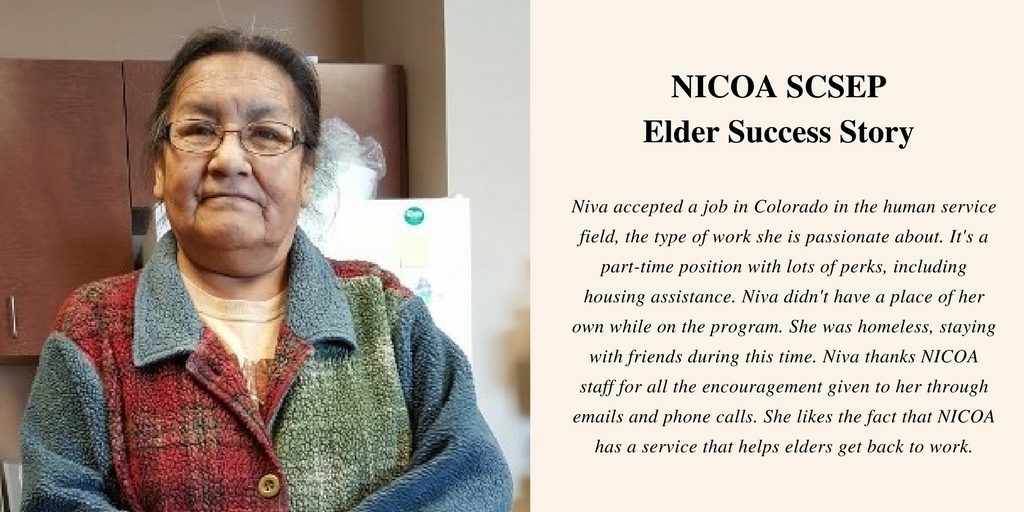 NICOA SCSEP
Elder Success Story
Niva accepted a job in Colorado in the human service
field, the type of work she is passionate about. It's a
part-time position with lots of perks, including
housing assistance. Niva didn't have a place of her
own while on the program. She was homeless, staying
with friends during this time. Niva thanks NICOA
staff for all the encouragement given to her through
emails and phone calls. She likes the fact that NICOA
has a service that helps elders get back to work.